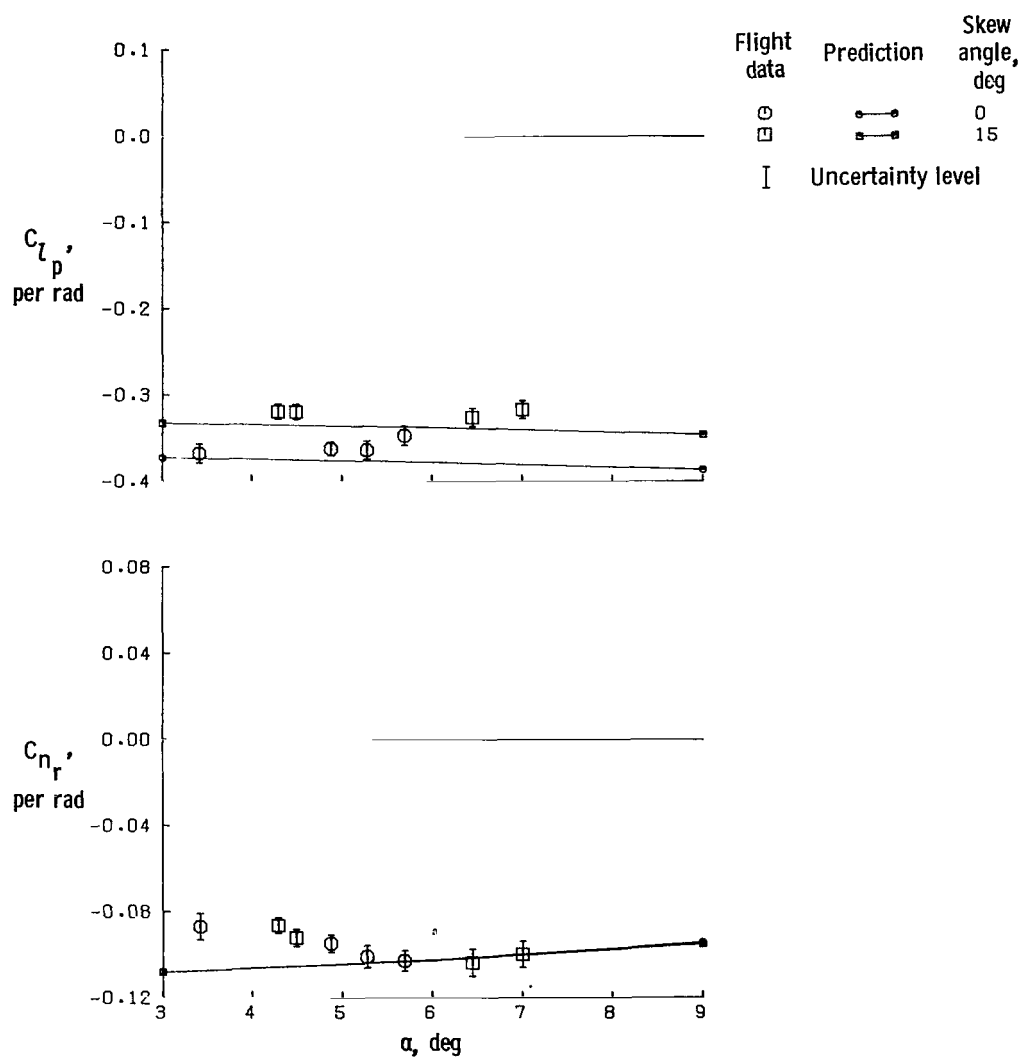 Flight data
Prediction
Skew angle, deg
0
15
Uncertainty level
0.1
0.0
-0.1
-0.2
-0.3
-0.4
C_l_p, per rad
0.08
0.04
0.00
-0.04
-0.08
-0.12
C_n_r, per rad
3 4 5 6 7 8 9
α, deg